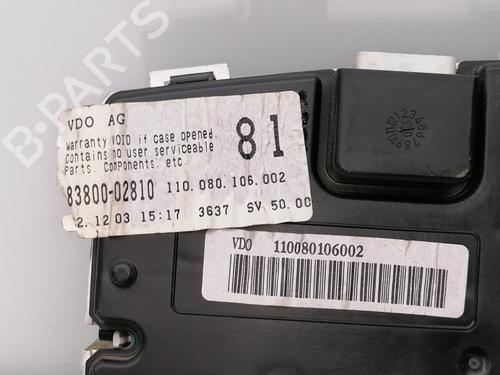 VDO AG
Warranty VOID if case opened.
Contains no user serviceable
Parts. Components. etc.
81
83800-02810 110.080.106.002
2.12.03 15:17 3637 SV 50.00
VDO 110080106002
B-PARTS